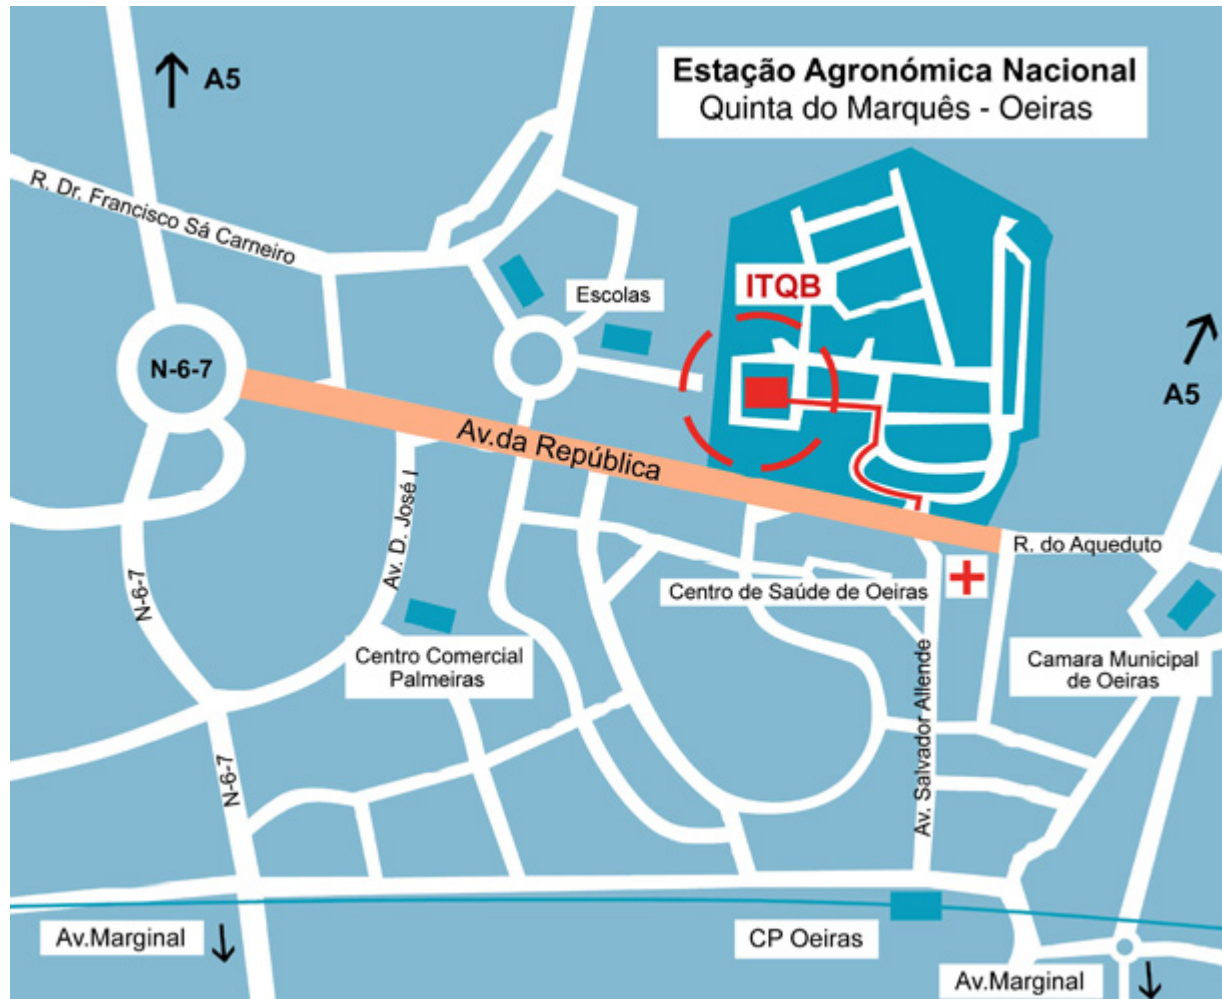 A5
Estação Agronómica Nacional
Quinta do Marquês - Oeiras
R. Dr. Francisco Sá Carneiro
ITQB
Escolas
N-6-7
A5
Av.da República
Av. D. José I
R. do Aqueduto
N-6-7
Centro de Saúde de Oeiras
Centro Comercial
Palmeiras
Camara Municipal
de Oeiras
Av. Salvador Allende
N-6-7
Av.Marginal
CP Oeiras
Av.Marginal